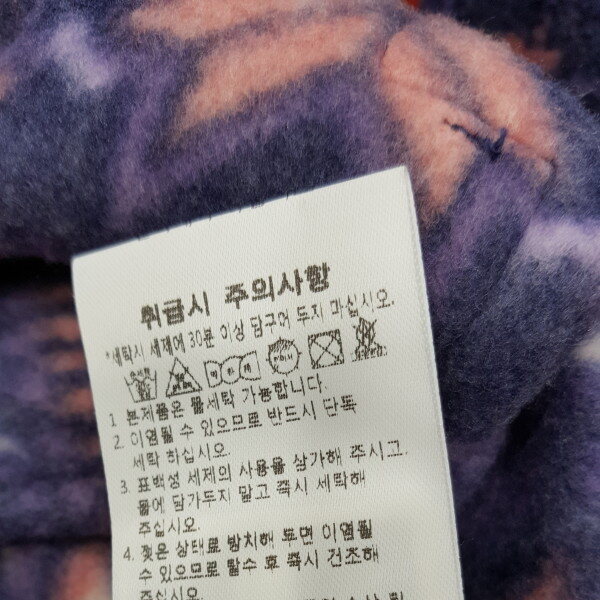 취급시 주의사항
*세탁시 세제에 30분 이상 담구어 두지 마십시오.
1 본제품은 물세탁 가능합니다.
2. 이염될 수 있으므로 반드시 단독
세탁 하십시오.
3. 표백성 세제의 사용을 삼가해 주시고.
물에 담가두지 말고 즉시 세탁해
주십시오.
4. 젖은 상태로 방치해 두면 이염될
수 있으므로 탈수 후 즉시 건조해
주십시오.